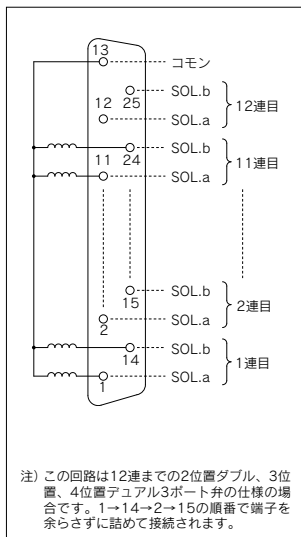 13
コモン
25
SOL.b
12
SOL.a
12連目
24
SOL.b
11
SOL.a
11連目
15
SOL.b
2
SOL.a
2連目
14
SOL.b
1
SOL.a
1連目
注) この回路は12連までの2位置ダブル、3位
置、4位置デュアル3ポート弁の仕様の場
合です。1→14→2→15の順番で端子を
余らさずに詰めて接続されます。